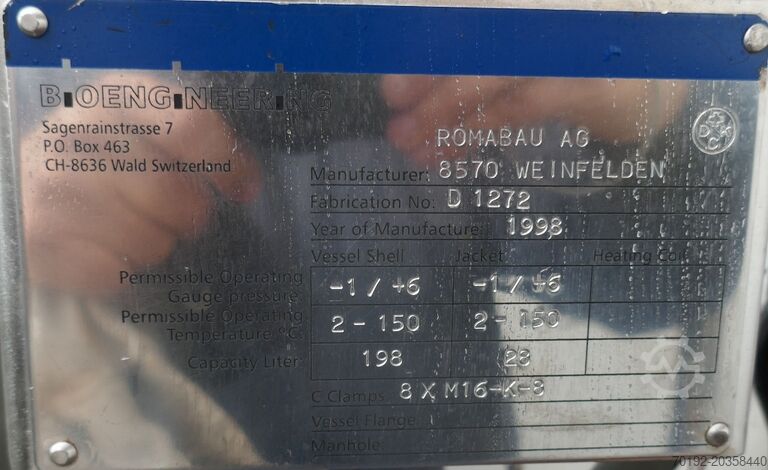 BIOENGINEERING
Sagenrainstrasse 7
P.O. Box 463
CH-8636 Wald Switzerland
ROMABAU AG
Manufacturer: 8570 WEINFELDEN
Fabrication No: D 1272
Year of Manufacture: 1998
Vessel Shell Jacket Heating Coil
Permissible Operating
Gauge pressure: -1 / +6 -1 / +6
Permissible Operating
Temperature °C: 2 - 150 2 - 150
Capacity Liter: 198 28
C Clamps: 8 X M16-K-8
Vessel Flange:
Manhole:
70192-20358440